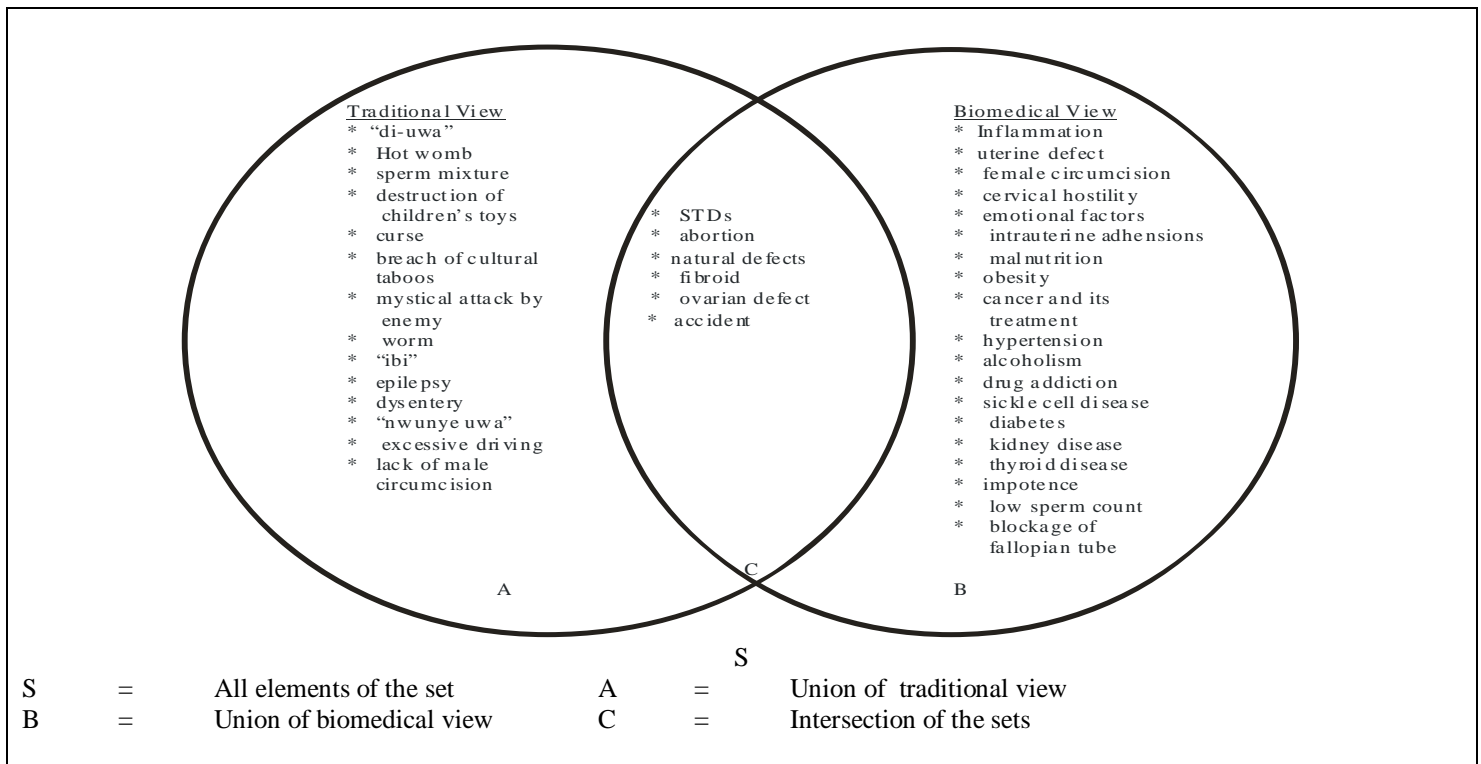 Traditional View
* “di-uwa”
* Hot womb
* sperm mixture
* destruction of
children’s toys
* curse
* breach of cultural
taboos
* mystical attack by
enemy
* worm
* “ibi”
* epilepsy
* dysentery
* “nwunye uwa”
* excessive driving
* lack of male
circumcision
* STDs
* abortion
* natural defects
* fibroid
* ovarian defect
* accident
Biomedical View
* Inflammation
* uterine defect
* female circumcision
* cervical hostility
* emotional factors
* intrauterine adhensions
* malnutrition
* obesity
* cancer and its
treatment
* hypertension
* alcoholism
* drug addiction
* sickle cell disease
* diabetes
* kidney disease
* thyroid disease
* impotence
* low sperm count
* blockage of
fallopian tube
C
A
B
S
S = All elements of the set A = Union of traditional view
B = Union of biomedical view C = Intersection of the sets